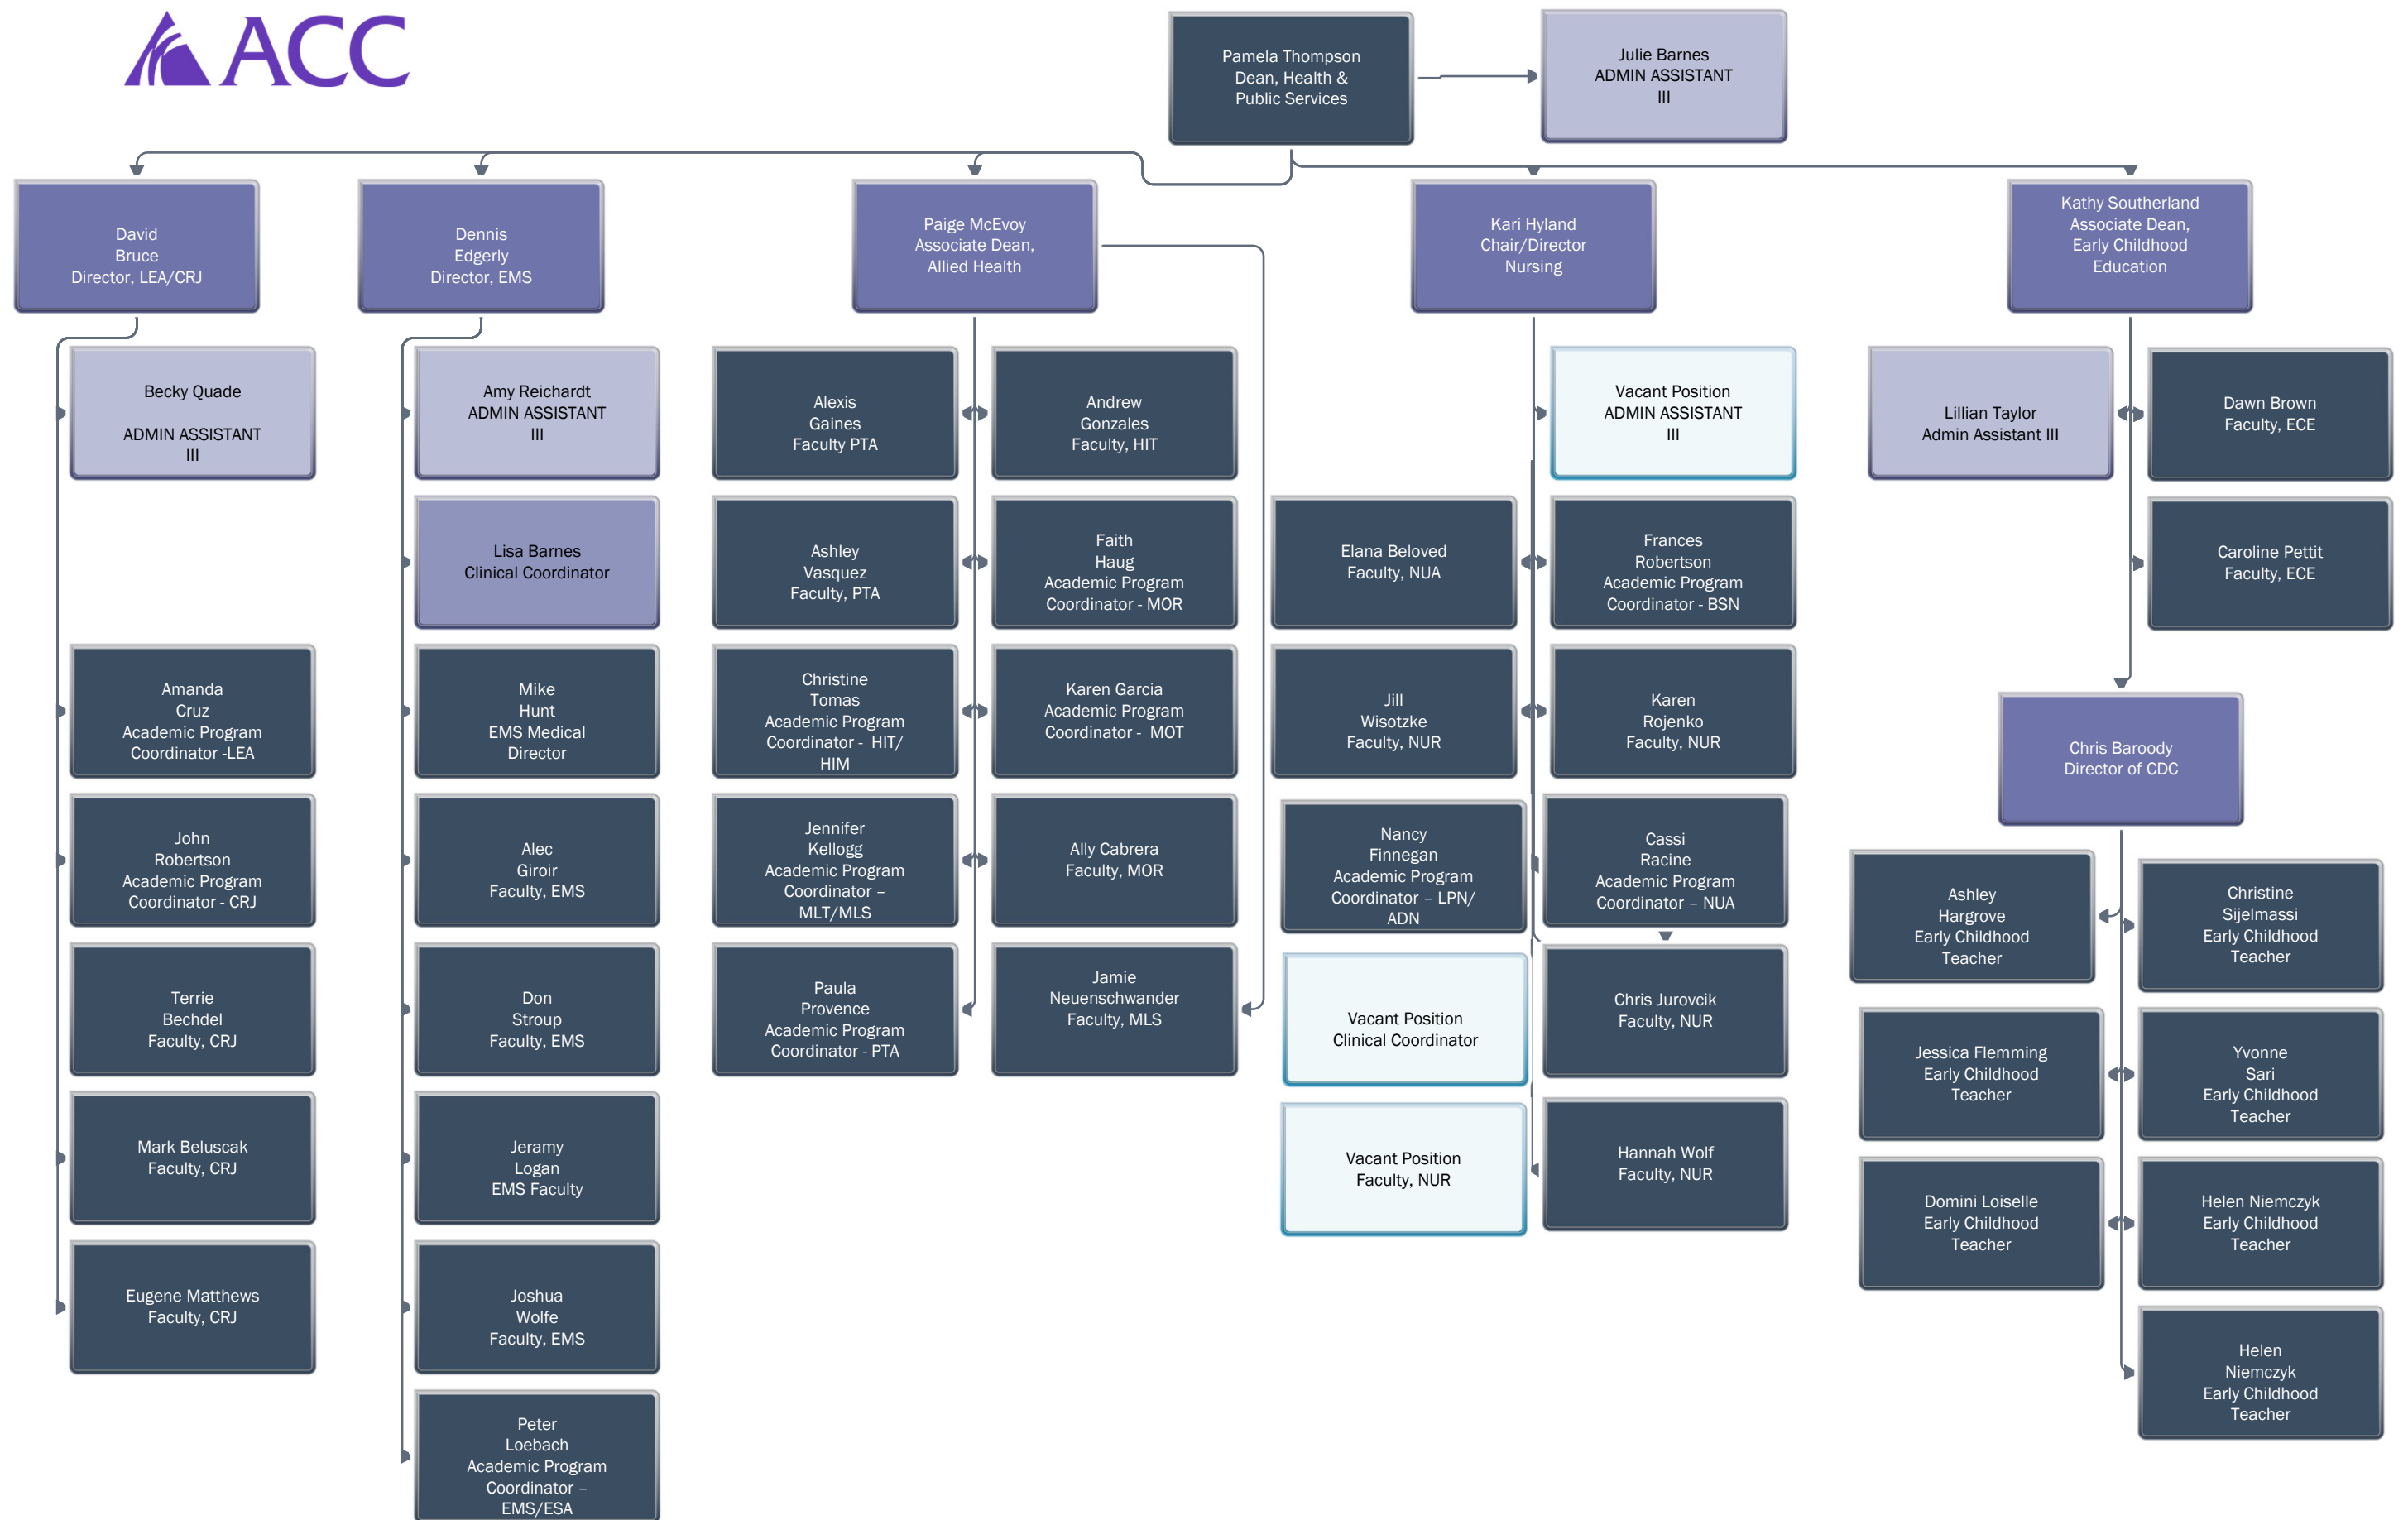 ACC
Pamela Thompson
Dean, Health &
Public Services
Julie Barnes
ADMIN ASSISTANT
III
David
Bruce
Director, LEA/CRJ
Dennis
Edgerly
Director, EMS
Paige McEvoy
Associate Dean,
Allied Health
Kari Hyland
Chair/Director
Nursing
Kathy Southerland
Associate Dean,
Early Childhood
Education
Becky Quade
ADMIN ASSISTANT
III
Amanda
Cruz
Academic Program
Coordinator -LEA
John
Robertson
Academic Program
Coordinator - CRJ
Terrie
Bechdel
Faculty, CRJ
Mark Beluscak
Faculty, CRJ
Eugene Matthews
Faculty, CRJ
Amy Reichardt
ADMIN ASSISTANT
III
Lisa Barnes
Clinical Coordinator
Mike
Hunt
EMS Medical
Director
Alec
Giroir
Faculty, EMS
Don
Stroup
Faculty, EMS
Jeramy
Logan
EMS Faculty
Joshua
Wolfe
Faculty, EMS
Peter
Loebach
Academic Program
Coordinator –
EMS/ESA
Alexis
Gaines
Faculty PTA
Andrew
Gonzales
Faculty, HIT
Ashley
Vasquez
Faculty, PTA
Faith
Haug
Academic Program
Coordinator - MOR
Christine
Tomas
Academic Program
Coordinator - HIT/
HIM
Karen Garcia
Academic Program
Coordinator - MOT
Jennifer
Kellogg
Academic Program
Coordinator –
MLT/MLS
Ally Cabrera
Faculty, MOR
Paula
Provence
Academic Program
Coordinator - PTA
Jamie
Neuenschwander
Faculty, MLS
Vacant Position
ADMIN ASSISTANT
III
Elana Beloved
Faculty, NUA
Frances
Robertson
Academic Program
Coordinator - BSN
Jill
Wisotzke
Faculty, NUR
Karen
Rojenko
Faculty, NUR
Nancy
Finnegan
Academic Program
Coordinator – LPN/
ADN
Cassi
Racine
Academic Program
Coordinator – NUA
Vacant Position
Clinical Coordinator
Chris Jurovcik
Faculty, NUR
Vacant Position
Faculty, NUR
Hannah Wolf
Faculty, NUR
Lillian Taylor
Admin Assistant III
Dawn Brown
Faculty, ECE
Caroline Pettit
Faculty, ECE
Chris Baroody
Director of CDC
Ashley
Hargrove
Early Childhood
Teacher
Christine
Sijelmassi
Early Childhood
Teacher
Jessica Flemming
Early Childhood
Teacher
Yvonne
Sari
Early Childhood
Teacher
Domini Loiselle
Early Childhood
Teacher
Helen Niemczyk
Early Childhood
Teacher
Helen
Niemczyk
Early Childhood
Teacher